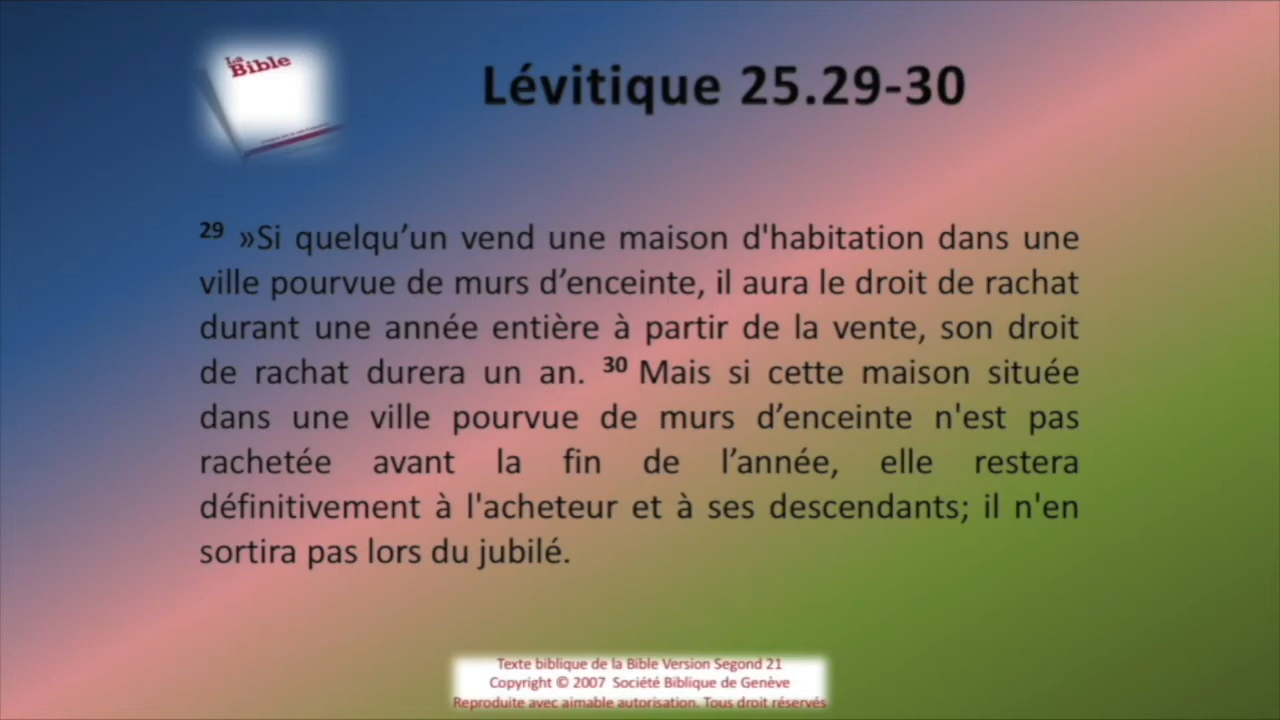 La
Bible
Lévitique 25.29-30
29 »Si quelqu’un vend une maison d'habitation dans une
ville pourvue de murs d’enceinte, il aura le droit de rachat
durant une année entière à partir de la vente, son droit
de rachat durera un an. 30 Mais si cette maison située
dans une ville pourvue de murs d’enceinte n'est pas
rachetée avant la fin de l’année, elle restera
définitivement à l'acheteur et à ses descendants; il n'en
sortira pas lors du jubilé.
Texte biblique de la Bible Version Segond 21
Copyright © 2007 Société Biblique de Genève
Reproduite avec aimable autorisation. Tous droit réservés